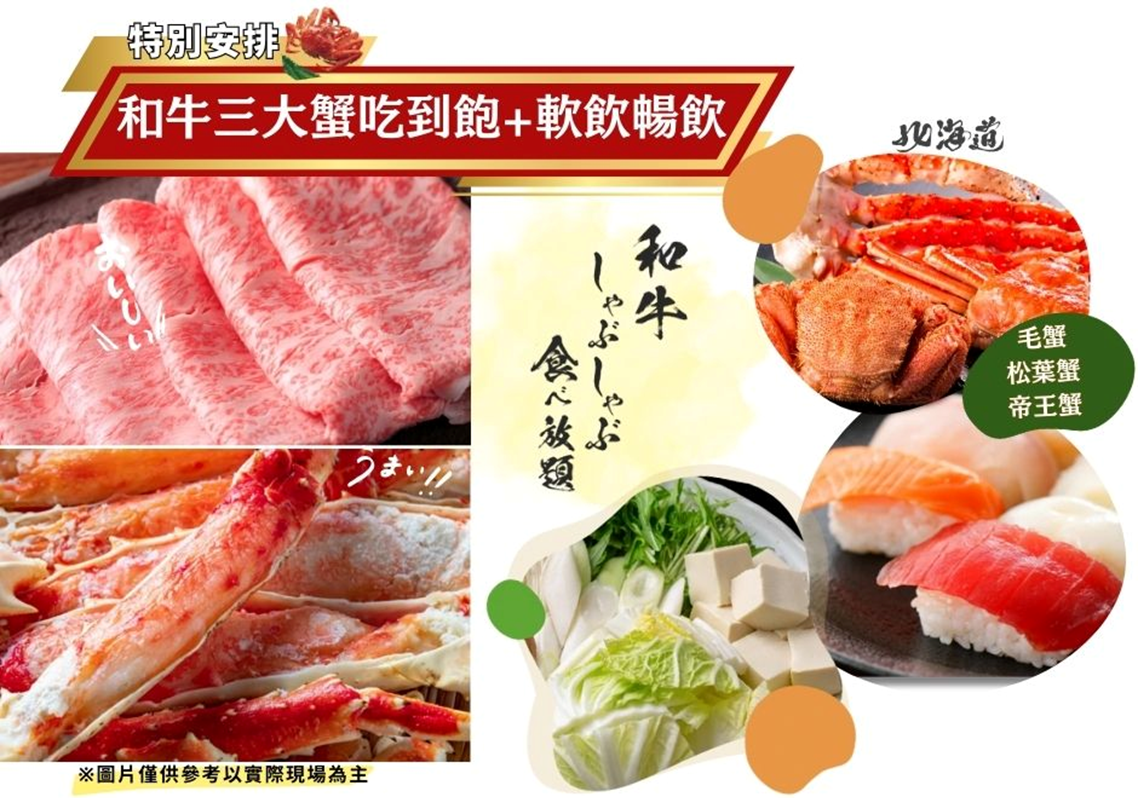 特別安排
和牛三大蟹吃到飽+軟飲暢飲
北海道
おいしい!!
和牛
しゃぶしゃぶ
食べ放題
毛蟹
松葉蟹
帝王蟹
うまい!!
※圖片僅供參考以實際現場為主